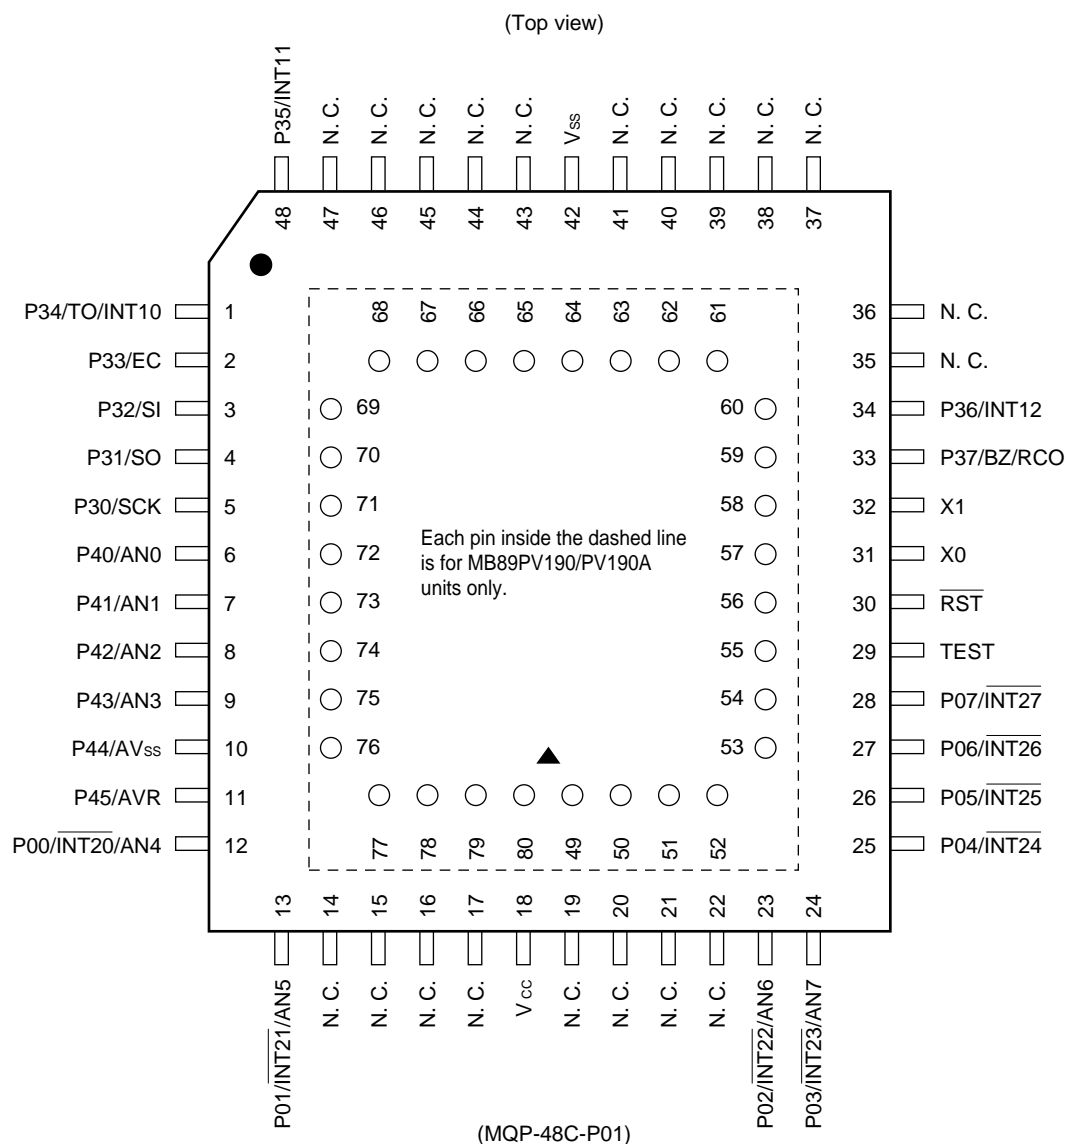 (Top view)
P35/INT11
N. C.
N. C.
N. C.
N. C.
N. C.
Vss
N. C.
N. C.
N. C.
N. C.
N. C.
48
47
46
45
44
43
42
41
40
39
38
37
P34/TO/INT10 1
P33/EC 2
P32/SI 3
P31/SO 4
P30/SCK 5
P40/AN0 6
P41/AN1 7
P42/AN2 8
P43/AN3 9
P44/AVss 10
P45/AVR 11
P00/INT20/AN4 12
68
67
66
65
64
63
62
61
69
70
71
72
73
74
75
76
Each pin inside the dashed line
is for MB89PV190/PV190A
units only.
60
59
58
57
56
55
54
53
77
78
79
80
49
50
51
52
36 N. C.
35 N. C.
34 P36/INT12
33 P37/BZ/RCO
32 X1
31 X0
30 RST
29 TEST
28 P07/INT27
27 P06/INT26
26 P05/INT25
25 P04/INT24
13
14
15
16
17
18
19
20
21
22
23
24
P01/INT21/AN5
N. C.
N. C.
N. C.
N. C.
Vcc
N. C.
N. C.
N. C.
N. C.
P02/INT22/AN6
P03/INT23/AN7
(MQP-48C-P01)